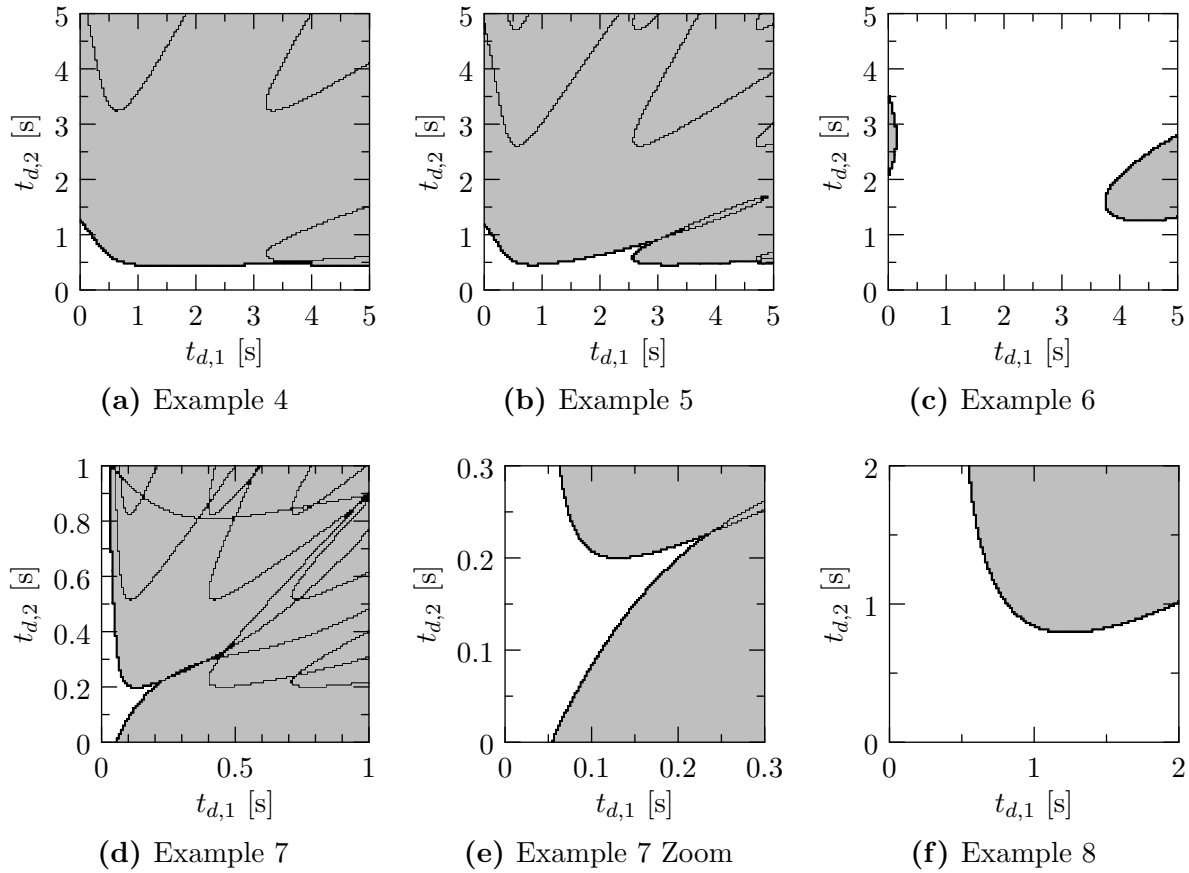 5
4
3
2
1
0
t_{d,2} [s]
0 1 2 3 4 5
t_{d,1} [s]
(a) Example 4
5
4
3
2
1
0
t_{d,2} [s]
0 1 2 3 4 5
t_{d,1} [s]
(b) Example 5
5
4
3
2
1
0
t_{d,2} [s]
0 1 2 3 4 5
t_{d,1} [s]
(c) Example 6
1
0.8
0.6
0.4
0.2
0
t_{d,2} [s]
0 0.5 1
t_{d,1} [s]
(d) Example 7
0.3
0.2
0.1
0
t_{d,2} [s]
0 0.1 0.2 0.3
t_{d,1} [s]
(e) Example 7 Zoom
2
1
0
t_{d,2} [s]
0 1 2
t_{d,1} [s]
(f) Example 8